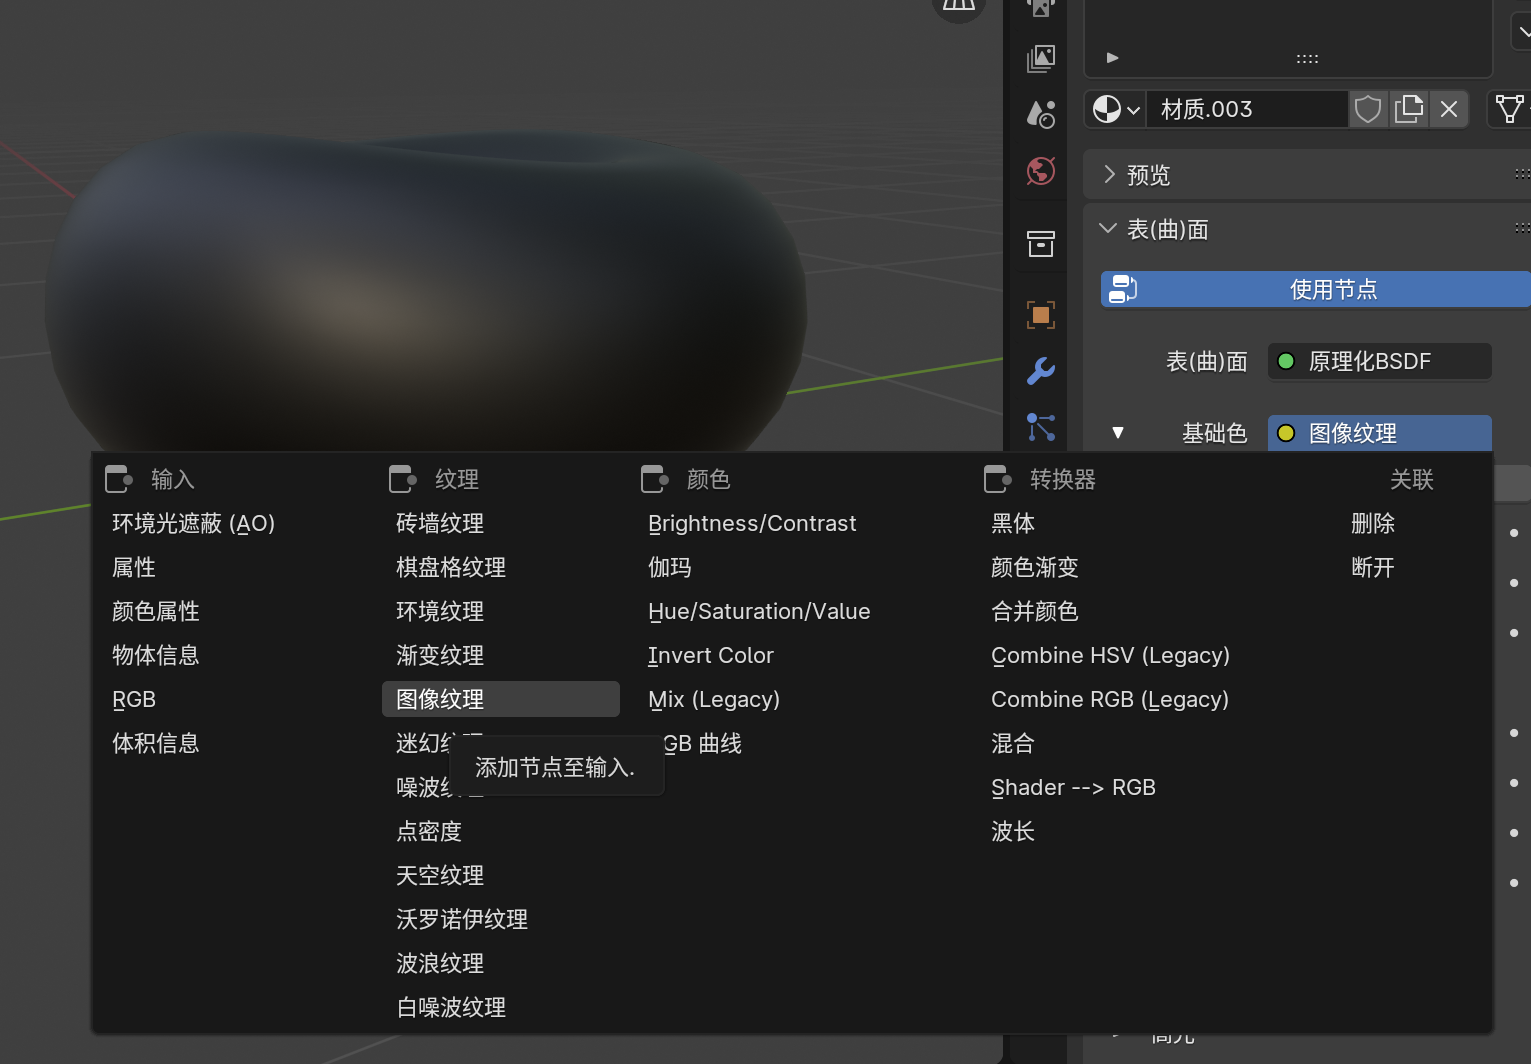 材质.003
预览
表(曲)面
使用节点
表(曲)面
原理化BSDF
基础色
图像纹理
输入
环境光遮蔽 (AO)
属性
颜色属性
物体信息
RGB
体积信息
纹理
砖墙纹理
棋盘格纹理
环境纹理
渐变纹理
图像纹理
迷幻
噪波
点密度
天空纹理
沃罗诺伊纹理
波浪纹理
白噪波纹理
添加节点至输入.
颜色
Brightness/Contrast
伽玛
Hue/Saturation/Value
Invert Color
Mix (Legacy)
GB 曲线
转换器
黑体
颜色渐变
合并颜色
Combine HSV (Legacy)
Combine RGB (Legacy)
混合
Shader --> RGB
波长
关联
删除
断开